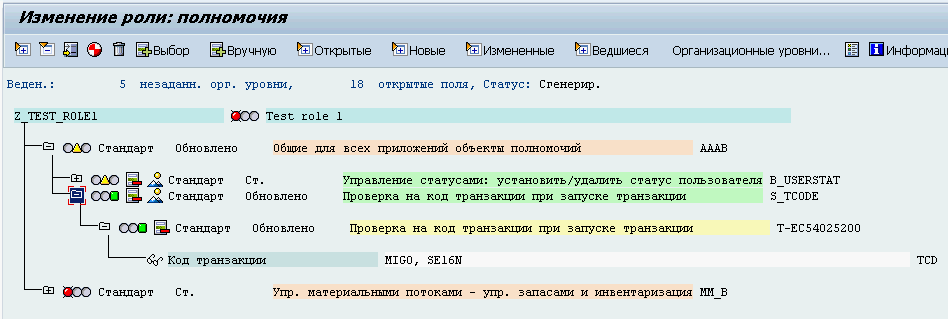 Изменение роли: полномочия
Выбор Вручную Открытые Новые Измененные Ведшиеся Организационные уровни... Информац
Веден.: 5 незаданн. орг. уровни, 18 открытые поля, Статус: Сгенерир.
Z_TEST_ROLE1 Test role 1
Стандарт Обновлено Общие для всех приложений объекты полномочий AAAB
Стандарт Ст. Управление статусами: установить/удалить статус пользователя B_USERSTAT
Стандарт Обновлено Проверка на код транзакции при запуске транзакции S_TCODE
Стандарт Обновлено Проверка на код транзакции при запуске транзакции T-EC54025200
Код транзакции MIGO, SE16N TCD
Стандарт Ст. Упр. материальными потоками - упр. запасами и инвентаризация MM_B